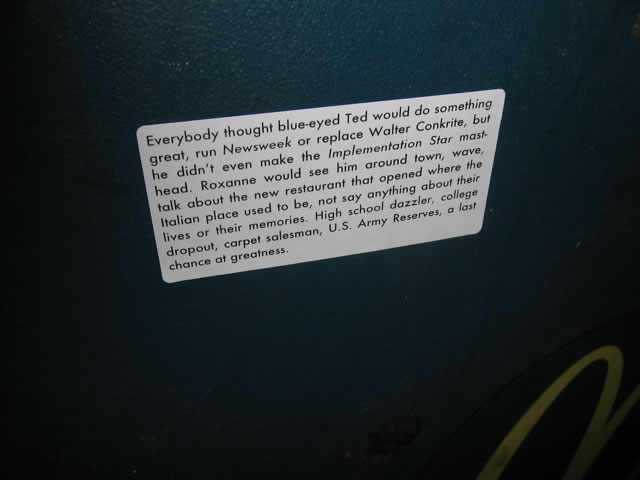 Everybody thought blue-eyed Ted would do something
great, run Newsweek or replace Walter Conkrite, but
he didn't even make the Implementation Star mast-
head. Roxanne would see him around town, wave,
talk about the new restaurant that opened where the
Italian place used to be, not say anything about their
lives or their memories. High school dazzler, college
dropout, carpet salesman, U.S. Army Reserves, a last
chance at greatness.